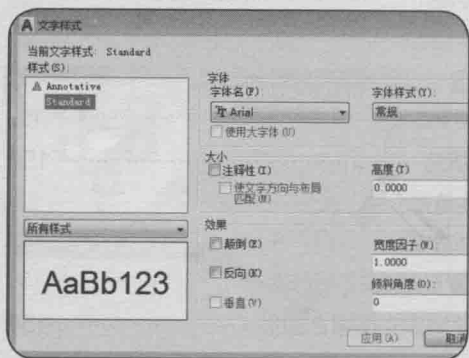 文字样式
当前文字样式: Standard
样式(S):
Annotative
Standard
字体
字体名(F):
字体样式(Y):
Arial
常规
使用大字体(U)
大小
注释性(I)
高度(T)
使文字方向与布局
匹配(M)
0.0000
所有样式
效果
颠倒(E)
宽度因子(W):
1.0000
反向(K)
倾斜角度(O):
垂直(V)
0
AaBb123
应用(A)
取消